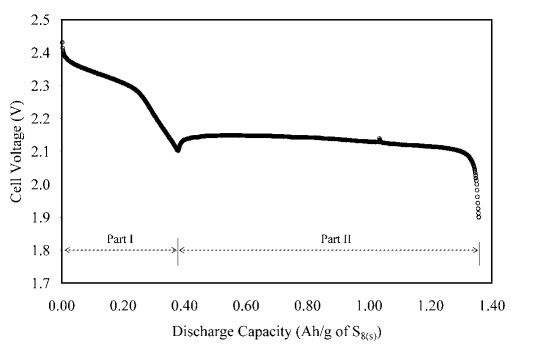 2.5
2.4
2.3
2.2
2.1
2.0
1.9
1.8
1.7
Cell Voltage (V)
Part I
Part II
0.00 0.20 0.40 0.60 0.80 1.00 1.20 1.40
Discharge Capacity (Ah/g of S8(s))